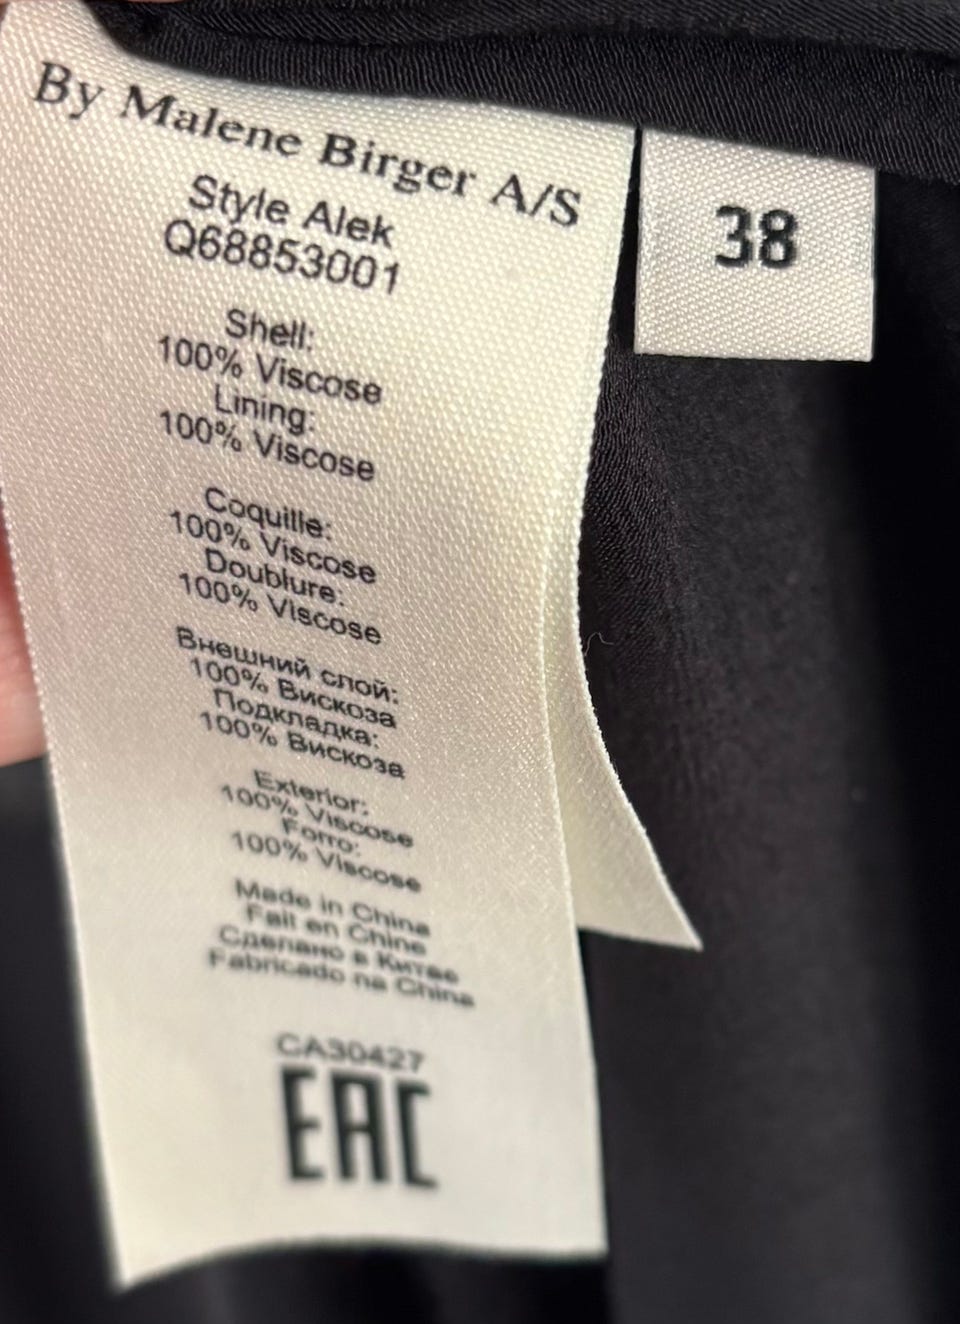 By Malene Birger A/S
Style Alek
Q68853001
Shell:
100% Viscose
Lining:
100% Viscose
Coquille:
100% Viscose
Doublure:
100% Viscose
Внешний слой:
100% Вискоза
Подкладка:
100% Вискоза
Exterior:
100% Viscose
Forro:
100% Viscose
Made in China
Fait en Chine
Сделано в Китае
Fabricado na China
CA30427
EAC
38